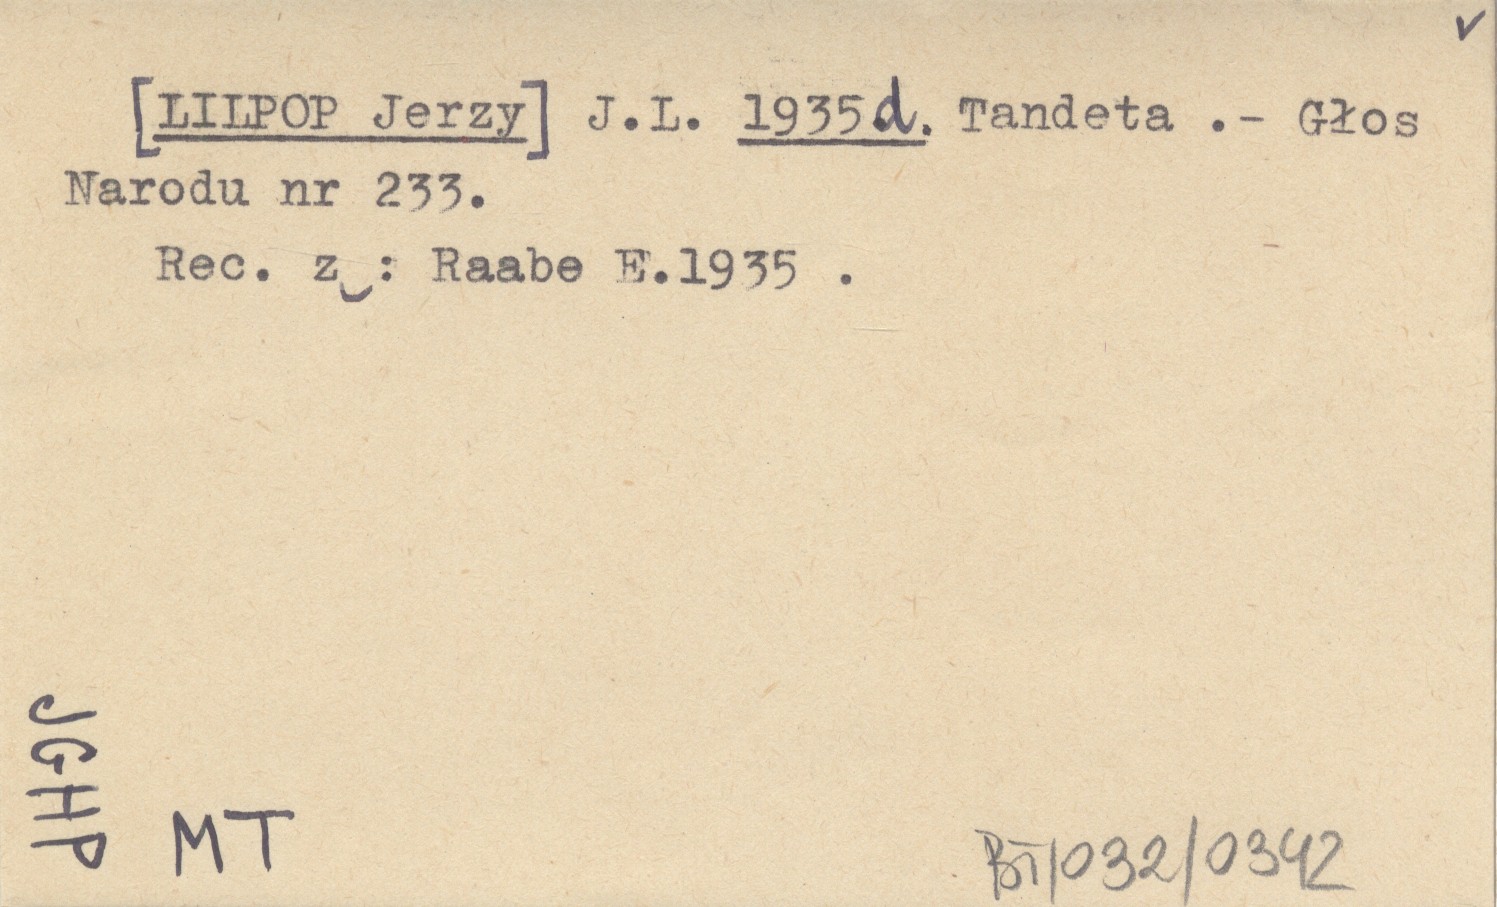 [LILPOP Jerzy] J.L. 1935d. Tandeta .- Głos
Narodu nr 233.
Rec. z : Raabe E.1935 .
JGHP
MT
BT/032/0342